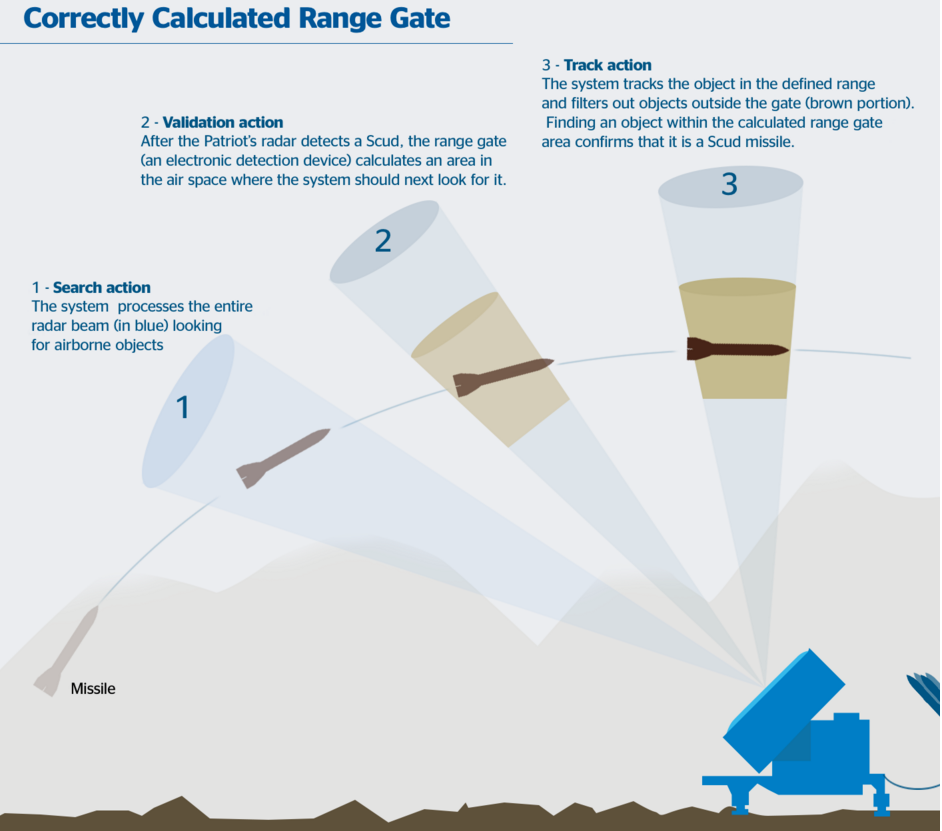 Correctly Calculated Range Gate
3 - Track action
The system tracks the object in the defined range
and filters out objects outside the gate (brown portion).
Finding an object within the calculated range gate
area confirms that it is a Scud missile.
2 - Validation action
After the Patriot's radar detects a Scud, the range gate
(an electronic detection device) calculates an area in
the air space where the system should next look for it.
3
2
1 - Search action
The system processes the entire
radar beam (in blue) looking
for airborne objects
1
Missile